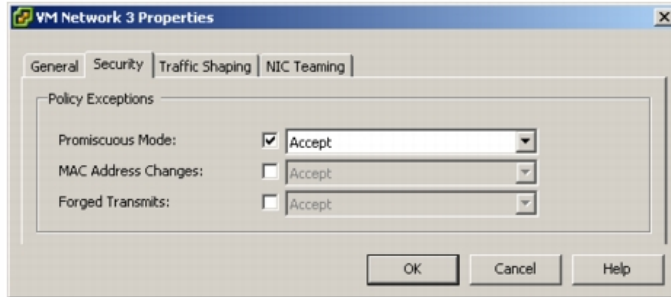 VM Network 3 Properties
General Security Traffic Shaping NIC Teaming
Policy Exceptions
Promiscuous Mode: Accept
MAC Address Changes: Accept
Forged Transmits: Accept
OK Cancel Help